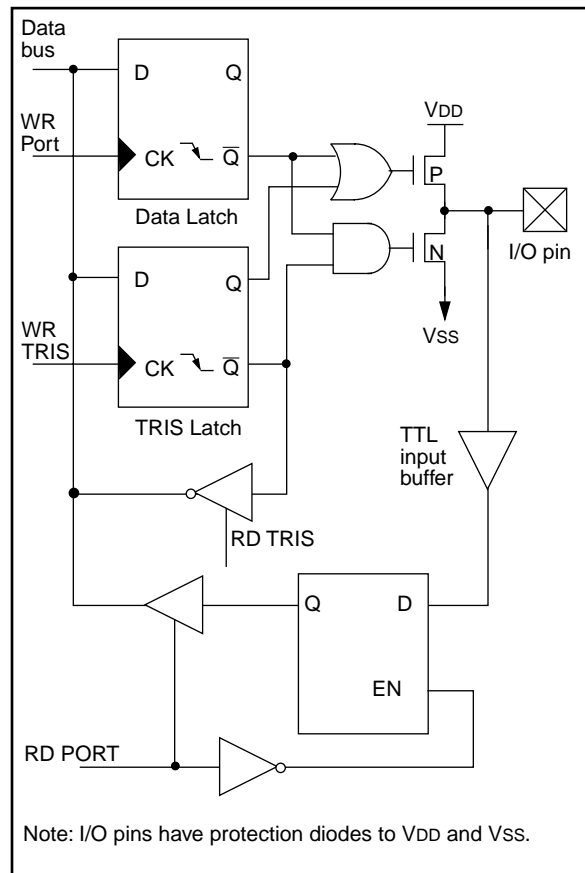 Data
bus
D
Q
WR
Port
CK
Q̅
Data Latch
VDD
P
N
I/O pin
VSS
D
Q
WR
TRIS
CK
Q̅
TRIS Latch
TTL
input
buffer
RD TRIS
Q
D
EN
RD PORT
Note: I/O pins have protection diodes to VDD and VSS.